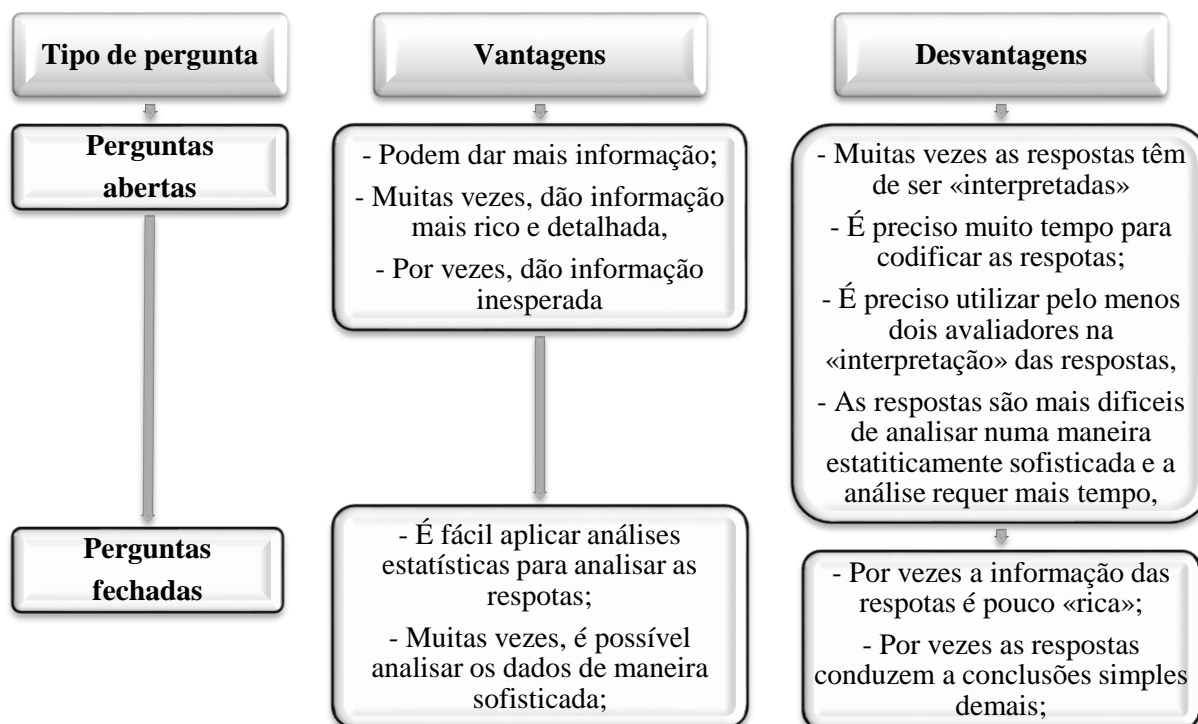 Tipo de pergunta
Vantagens
Desvantagens
Perguntas
abertas
- Podem dar mais informação;
- Muitas vezes, dão informação
mais rico e detalhada,
- Por vezes, dão informação
inesperada
- Muitas vezes as respostas têm
de ser «interpretadas»
- É preciso muito tempo para
codificar as respotas;
- É preciso utilizar pelo menos
dois avaliadores na
«interpretação» das respostas,
- As respostas são mais dificeis
de analisar numa maneira
estatiticamente sofisticada e a
análise requer mais tempo,
Perguntas
fechadas
- É fácil aplicar análises
estatísticas para analisar as
respotas;
- Muitas vezes, é possível
analisar os dados de maneira
sofisticada;
- Por vezes a informação das
respotas é pouco «rica»;
- Por vezes as respostas
conduzem a conclusões simples
demais;